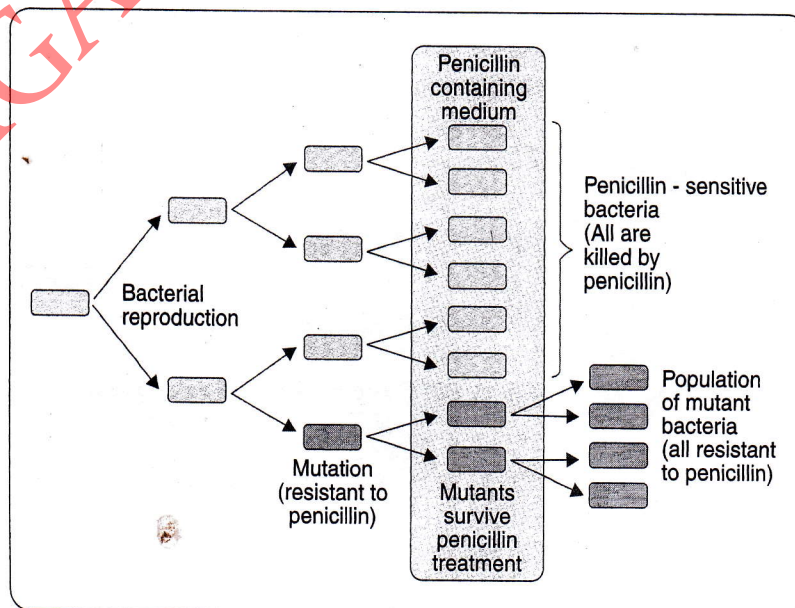 Penicillin
containing
medium
Penicillin - sensitive
bacteria
(All are
killed by
penicillin)
Bacterial
reproduction
Mutation
(resistant to
penicillin)
Mutants
survive
penicillin
treatment
Population
of mutant
bacteria
(all resistant
to penicillin)